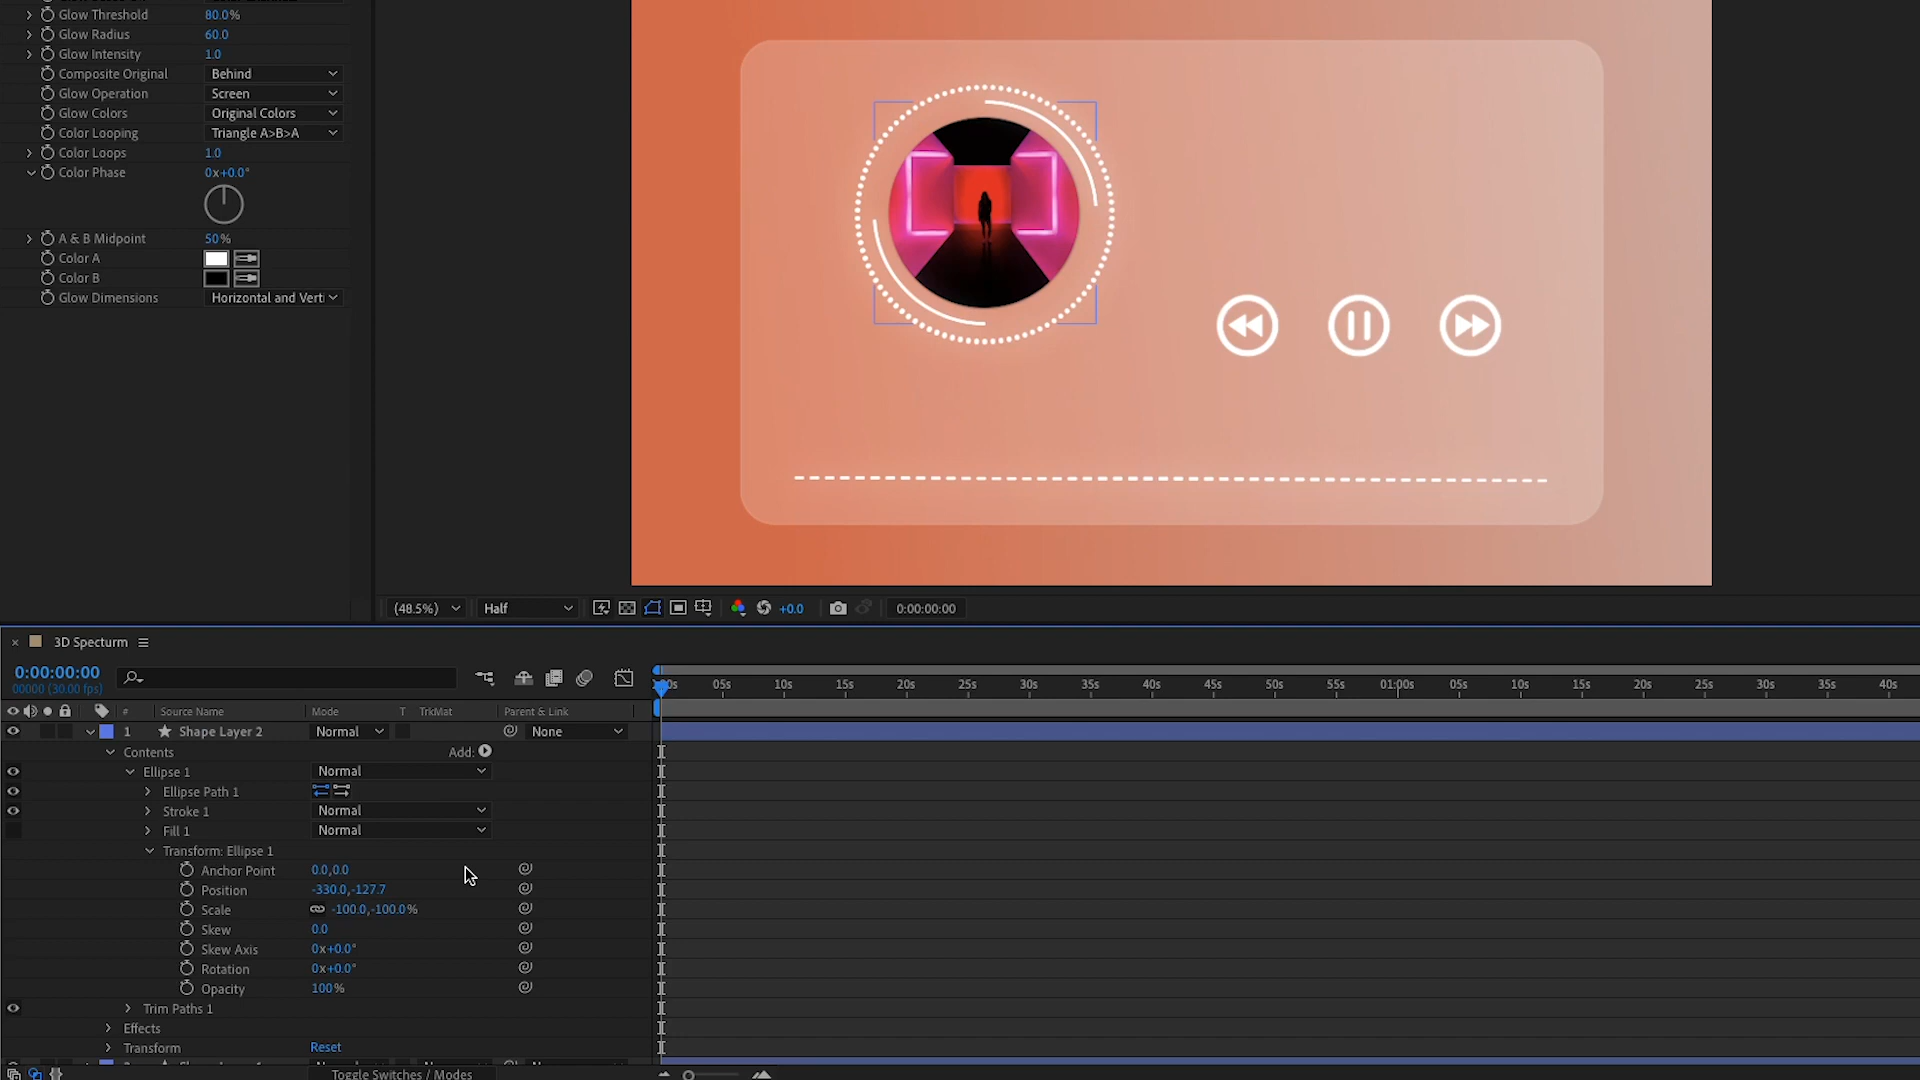 Glow Threshold 80.0%
Glow Radius 60.0
Glow Intensity 1.0
Composite Original Behind
Glow Operation Screen
Glow Colors Original Colors
Color Looping Triangle A>B>A
Color Loops 1.0
Color Phase 0x+0.0°
A & B Midpoint 50%
Color A
Color B
Glow Dimensions Horizontal and Verti
(48.5%) Half +0.0 0:00:00:00
3D Specturm
0:00:00:00
00000 (30.00 fps)
05s 10s 15s 20s 25s 30s 35s 40s 45s 50s 55s 01:00s 05s 10s 15s 20s 25s 30s 35s 40s
# Source Name Mode T TrkMat Parent & Link
1 Shape Layer 2 Normal None
Contents Add:
Ellipse 1 Normal
Ellipse Path 1
Stroke 1 Normal
Fill 1 Normal
Transform: Ellipse 1
Anchor Point 0.0,0.0
Position -330.0,-127.7
Scale -100.0,-100.0%
Skew 0.0
Skew Axis 0x+0.0°
Rotation 0x+0.0°
Opacity 100%
Trim Paths 1
Effects
Transform Reset
Toggle Switches / Modes